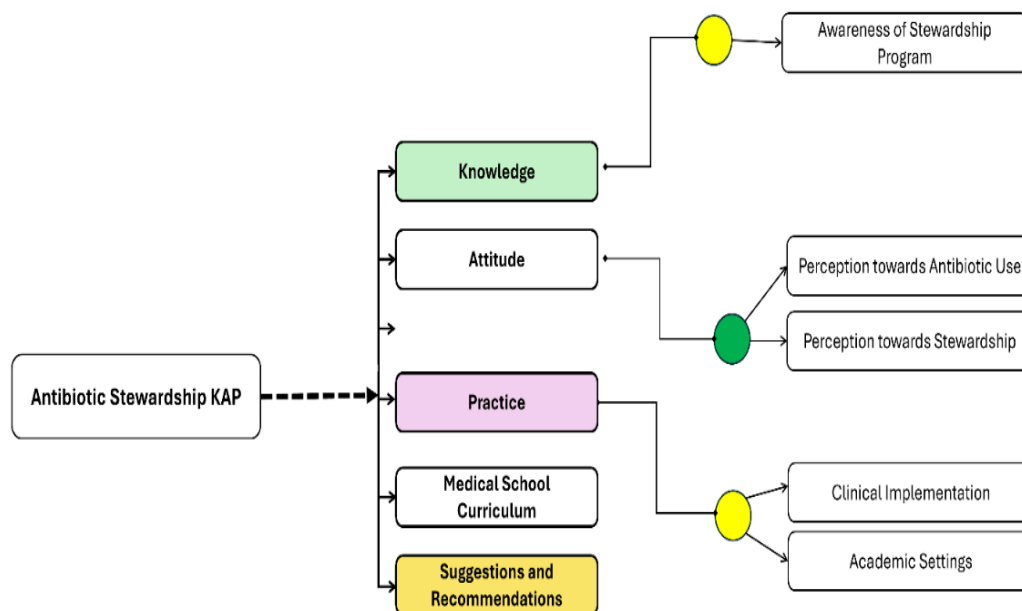 Awareness of Stewardship
Program
Knowledge
Attitude
Perception towards Antibiotic Use
Perception towards Stewardship
Antibiotic Stewardship KAP
Practice
Medical School
Curriculum
Clinical Implementation
Academic Settings
Suggestions and
Recommendations